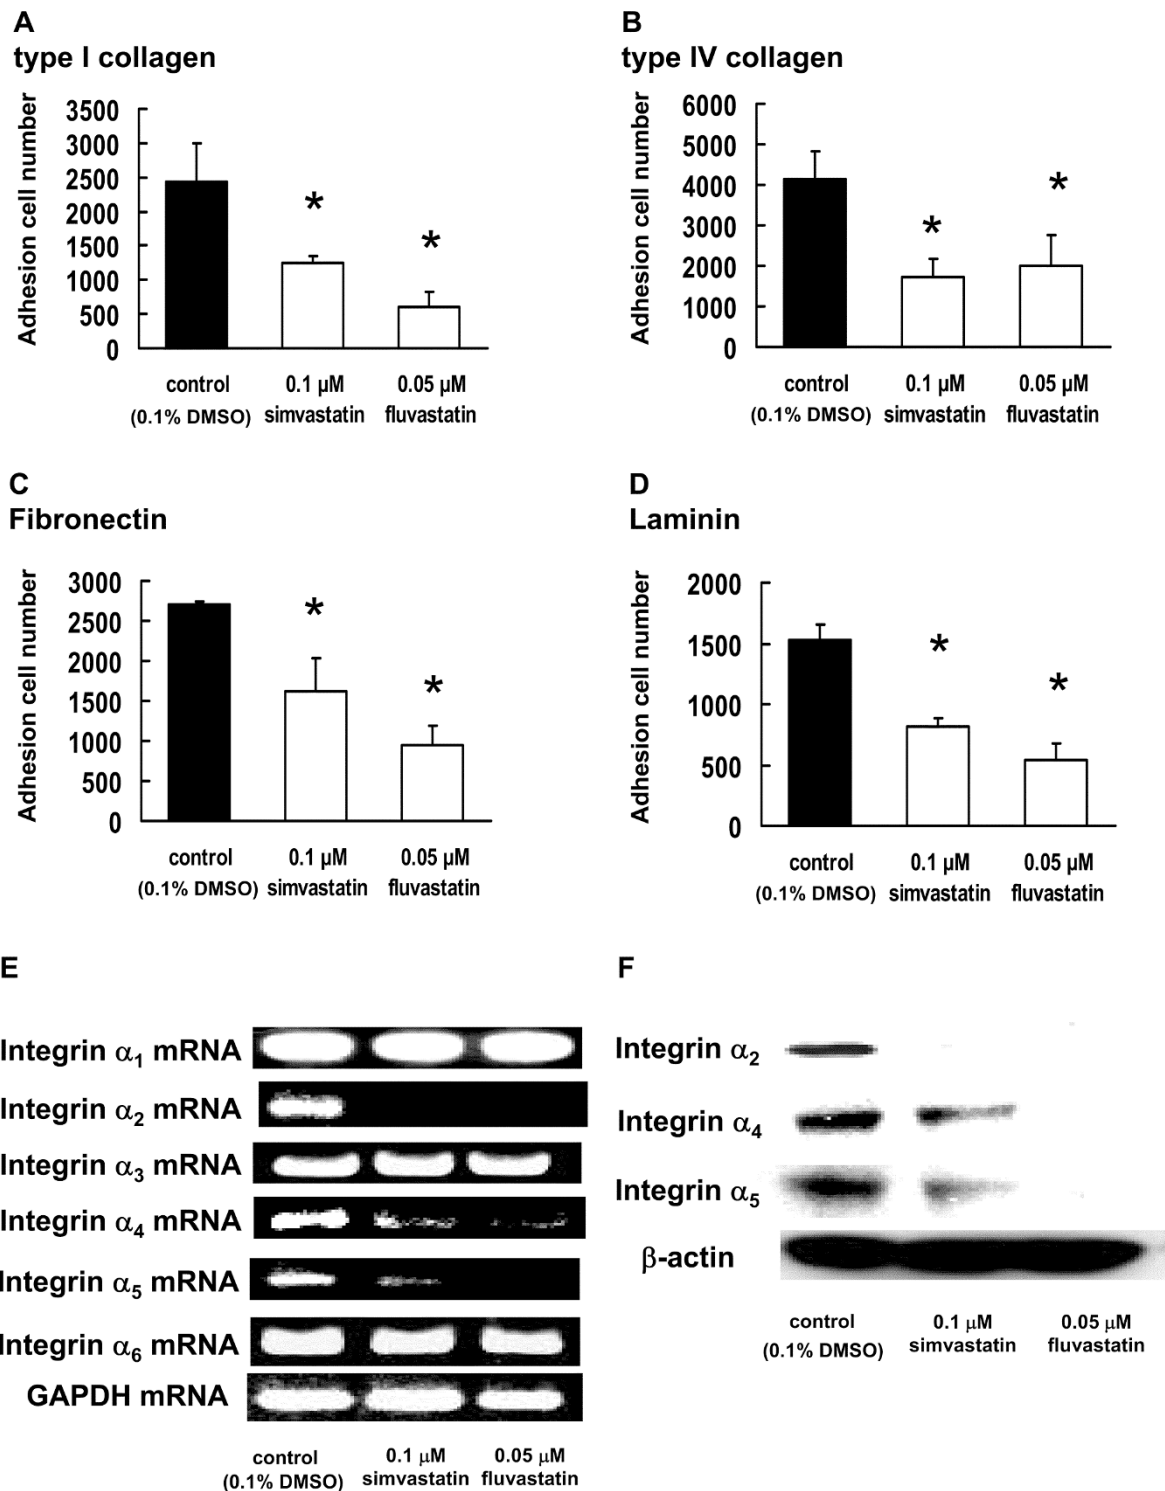 A
type I collagen
Adhesion cell number
3500
3000
2500
2000
1500
1000
500
0
*
*
control
(0.1% DMSO)
0.1 µM
simvastatin
0.05 µM
fluvastatin
B
type IV collagen
Adhesion cell number
6000
5000
4000
3000
2000
1000
0
*
*
control
(0.1% DMSO)
0.1 µM
simvastatin
0.05 µM
fluvastatin
C
Fibronectin
Adhesion cell number
3000
2500
2000
1500
1000
500
0
*
*
control
(0.1% DMSO)
0.1 µM
simvastatin
0.05 µM
fluvastatin
D
Laminin
Adhesion cell number
2000
1500
1000
500
0
*
*
control
(0.1% DMSO)
0.1 µM
simvastatin
0.05 µM
fluvastatin
E
Integrin α1 mRNA
Integrin α2 mRNA
Integrin α3 mRNA
Integrin α4 mRNA
Integrin α5 mRNA
Integrin α6 mRNA
GAPDH mRNA
control
(0.1% DMSO)
0.1 µM
simvastatin
0.05 µM
fluvastatin
F
Integrin α2
Integrin α4
Integrin α5
β-actin
control
(0.1% DMSO)
0.1 µM
simvastatin
0.05 µM
fluvastatin